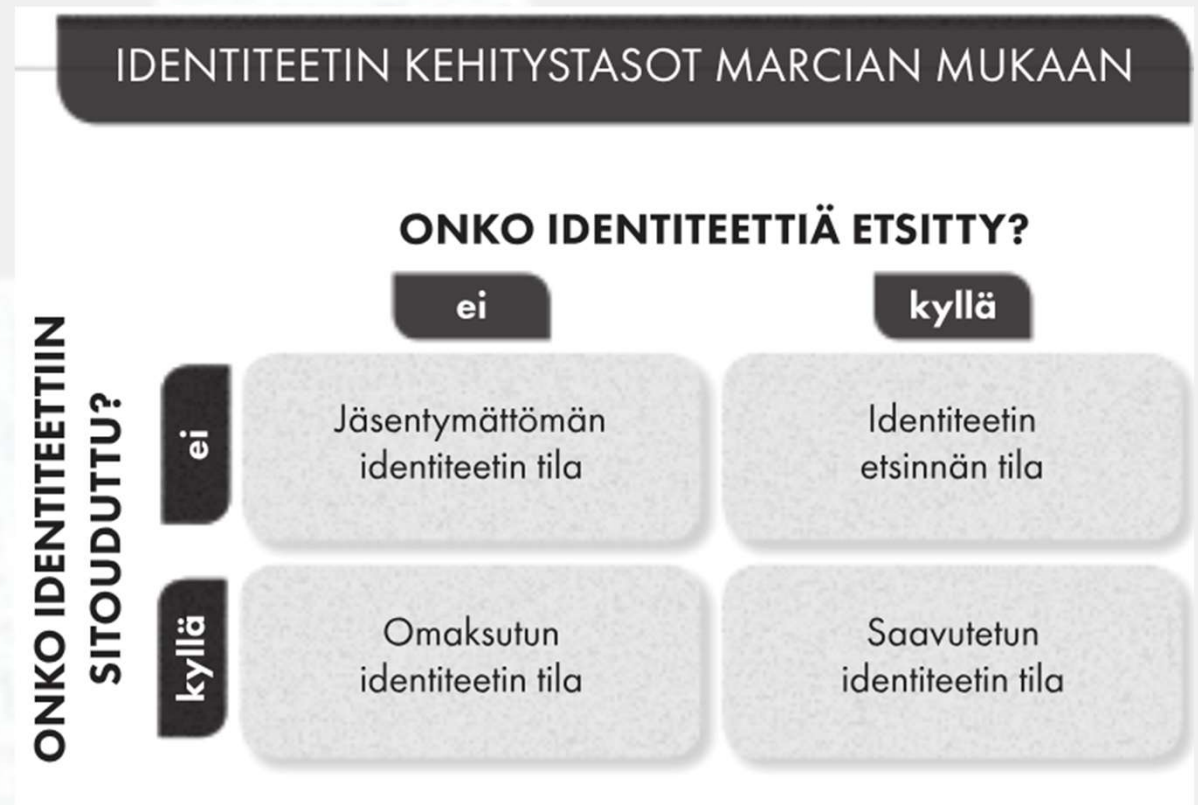 IDENTITEETIN KEHITYSTASOT MARCIAN MUKAAN
ONKO IDENTITEETTIÄ ETSITTY?
ei
kyllä
ONKO IDENTITEETTIIN
SITOUDUTTU?
ei
Jäsentymättömän
identiteetin tila
Identiteetin
etsinnän tila
kyllä
Omaksutun
identiteetin tila
Saavutetun
identiteetin tila